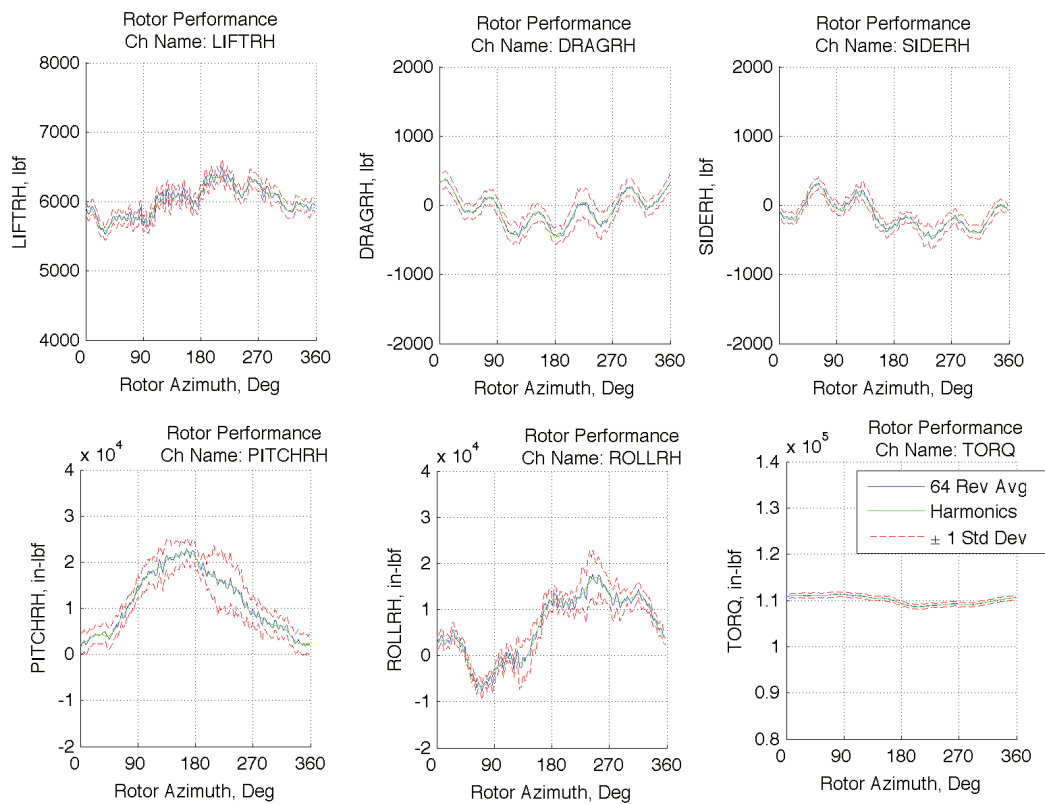 Rotor Performance
Ch Name: LIFTRH
8000
7000
6000
5000
4000
LIFTRH, lbf
0 90 180 270 360
Rotor Azimuth, Deg
Rotor Performance
Ch Name: DRAGRH
2000
1000
0
-1000
-2000
DRAGRH, lbf
0 90 180 270 360
Rotor Azimuth, Deg
Rotor Performance
Ch Name: SIDERH
2000
1000
0
-1000
-2000
SIDERH, lbf
0 90 180 270 360
Rotor Azimuth, Deg
Rotor Performance
x 10^4 Ch Name: PITCHRH
4
3
2
1
0
-1
-2
PITCHRH, in-lbf
0 90 180 270 360
Rotor Azimuth, Deg
Rotor Performance
x 10^4 Ch Name: ROLLRH
4
3
2
1
0
-1
-2
ROLLRH, in-lbf
0 90 180 270 360
Rotor Azimuth, Deg
Rotor Performance
x 10^5 Ch Name: TORQ
1.4
1.3
1.2
1.1
1
0.9
0.8
TORQ, in-lbf
64 Rev Avg
Harmonics
± 1 Std Dev
0 90 180 270 360
Rotor Azimuth, Deg